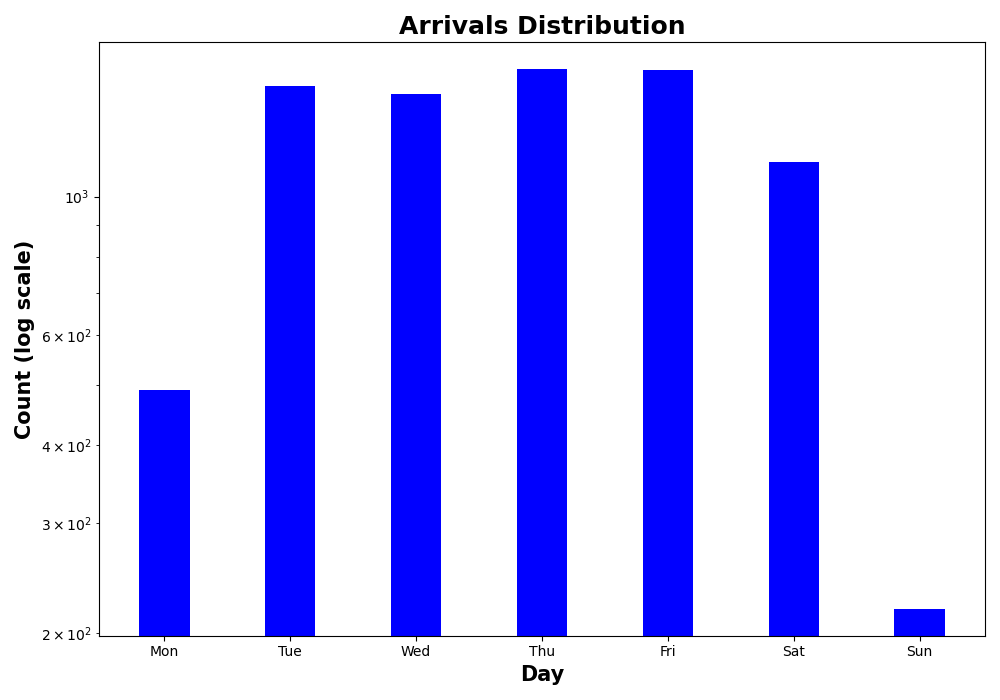 Arrivals Distribution
Count (log scale)
10³
6 × 10²
4 × 10²
3 × 10²
2 × 10²
Mon Tue Wed Thu Fri Sat Sun
Day